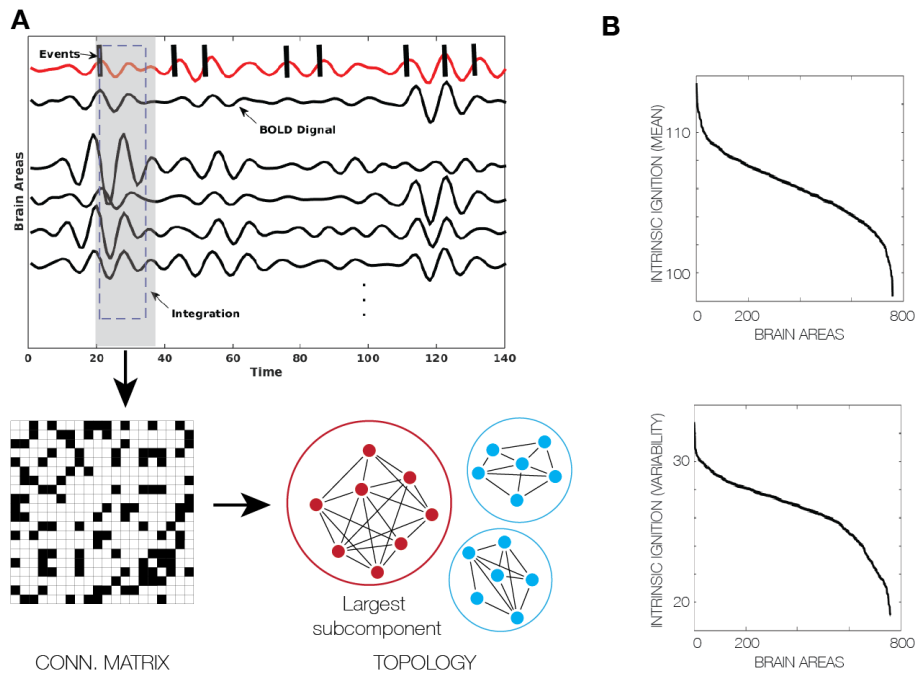 A
Events
BOLD Dignal
Brain Areas
Integration
0 20 40 60 80 100 120 140
Time
Largest
subcomponent
CONN. MATRIX
TOPOLOGY
B
INTRINSIC IGNITION (MEAN)
110
100
0 200 800
BRAIN AREAS
INTRINSIC IGNITION (VARIABILITY)
30
20
0 200 800
BRAIN AREAS